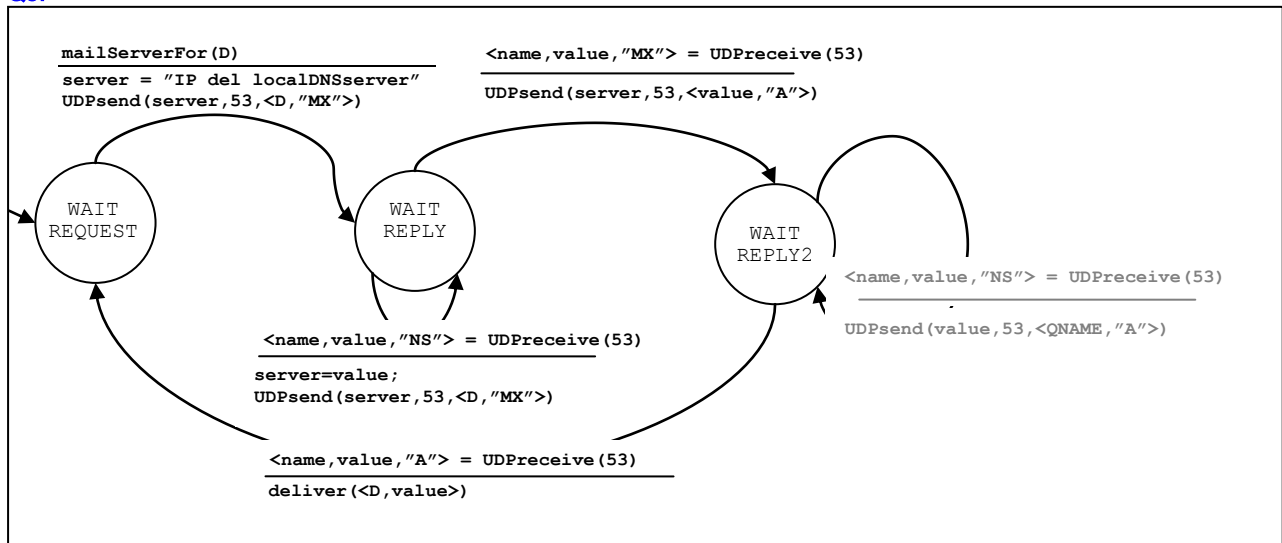 mailServerFor(D)
server = ”IP del localDNSserver”
UDPsend(server,53,<D,”MX”>)
<name,value,”MX”> = UDPreceive(53)
UDPsend(server,53,<value,”A”>)
WAIT
REQUEST
WAIT
REPLY
WAIT
REPLY2
<name,value,”NS”> = UDPreceive(53)
UDPsend(value,53,<QNAME,”A”>)
<name,value,”NS”> = UDPreceive(53)
server=value;
UDPsend(server,53,<D,”MX”>)
<name,value,”A”> = UDPreceive(53)
deliver(<D,value>)